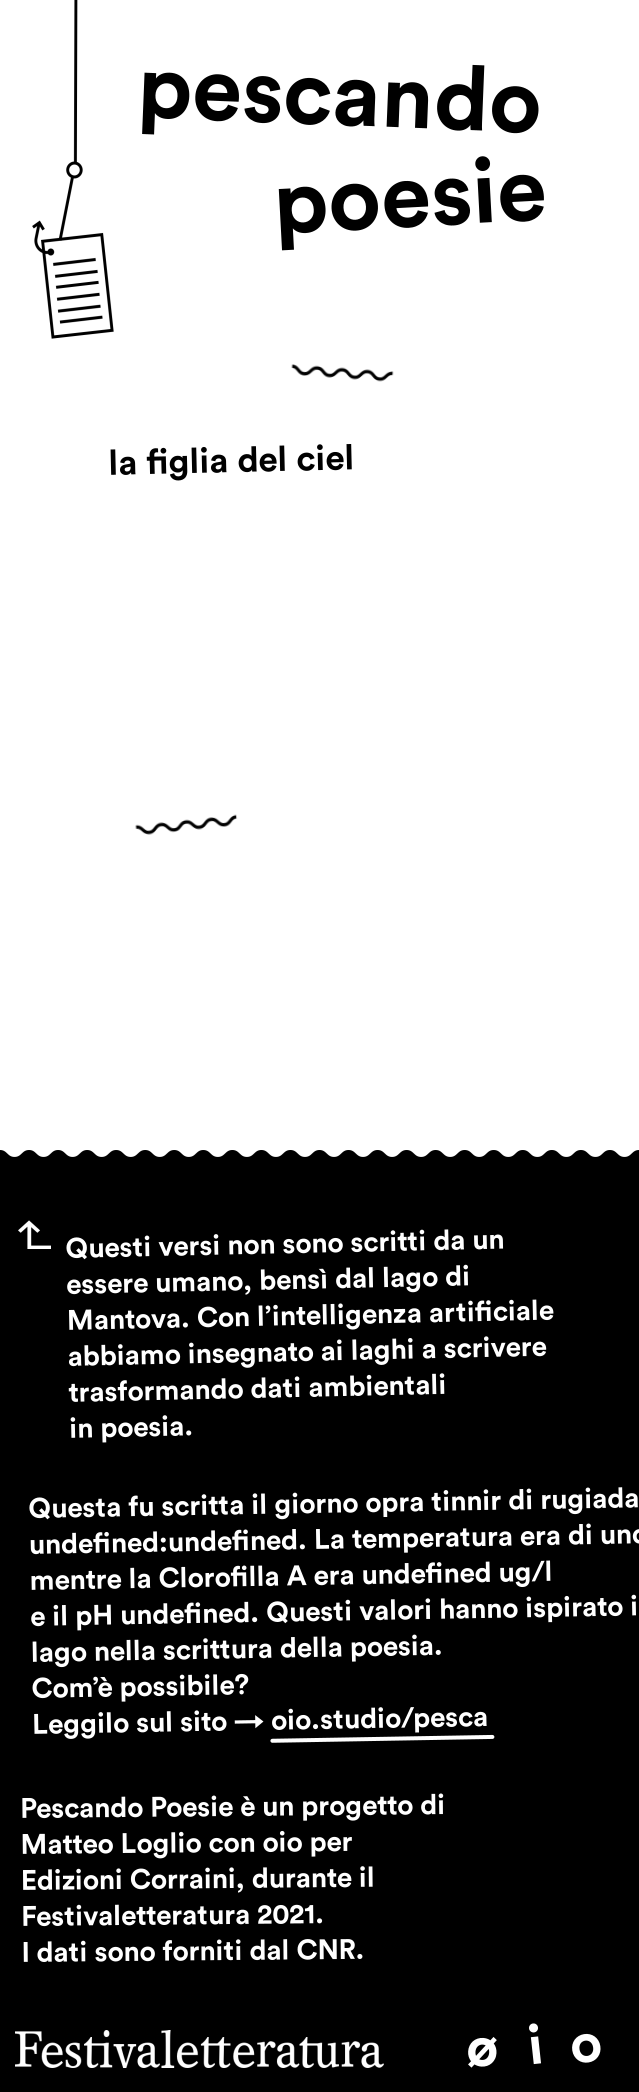 pescando
poesie
la figlia del ciel
Questi versi non sono scritti da un
essere umano, bensì dal lago di
Mantova. Con l’intelligenza artificiale
abbiamo insegnato ai laghi a scrivere
trasformando dati ambientali
in poesia.
Questa fu scritta il giorno opra tinnir di rugiada
undefined:undefined. La temperatura era di
mentre la Clorofilla A era undefined ug/l
e il pH undefined. Questi valori hanno ispirato i
lago nella scrittura della poesia.
Com’è possibile?
Leggilo sul sito → oio.studio/pesca
Pescando Poesie è un progetto di
Matteo Loglio con oio per
Edizioni Corraini, durante il
Festivaletteratura 2021.
I dati sono forniti dal CNR.
Festivaletteratura øio